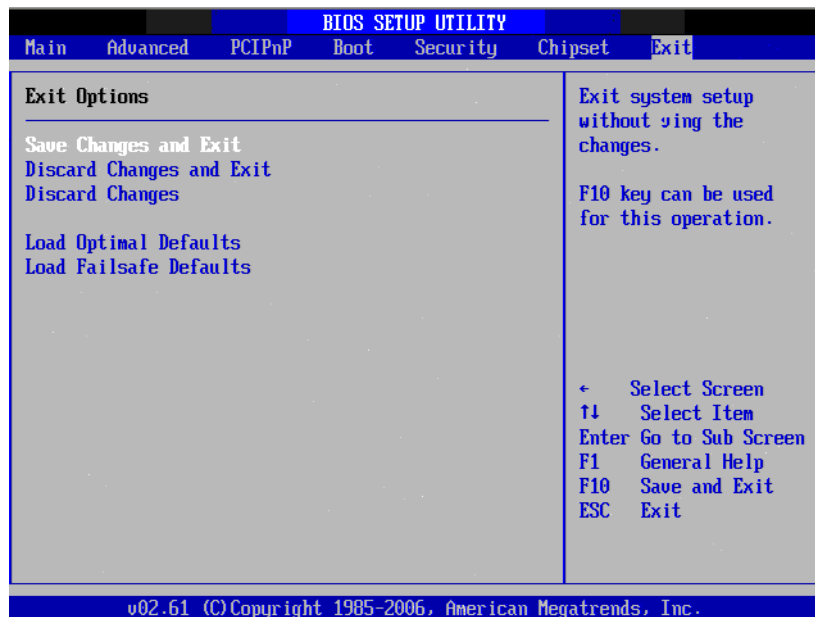 BIOS SETUP UTILITY
Main Advanced PCIPnP Boot Security Chipset Exit
Exit Options
Save Changes and Exit
Discard Changes and Exit
Discard Changes
Load Optimal Defaults
Load Failsafe Defaults
Exit system setup
without ying the
changes.
F10 key can be used
for this operation.
← Select Screen
↑↓ Select Item
Enter Go to Sub Screen
F1 General Help
F10 Save and Exit
ESC Exit
v02.61 (C)Copyright 1985-2006, American Megatrends, Inc.